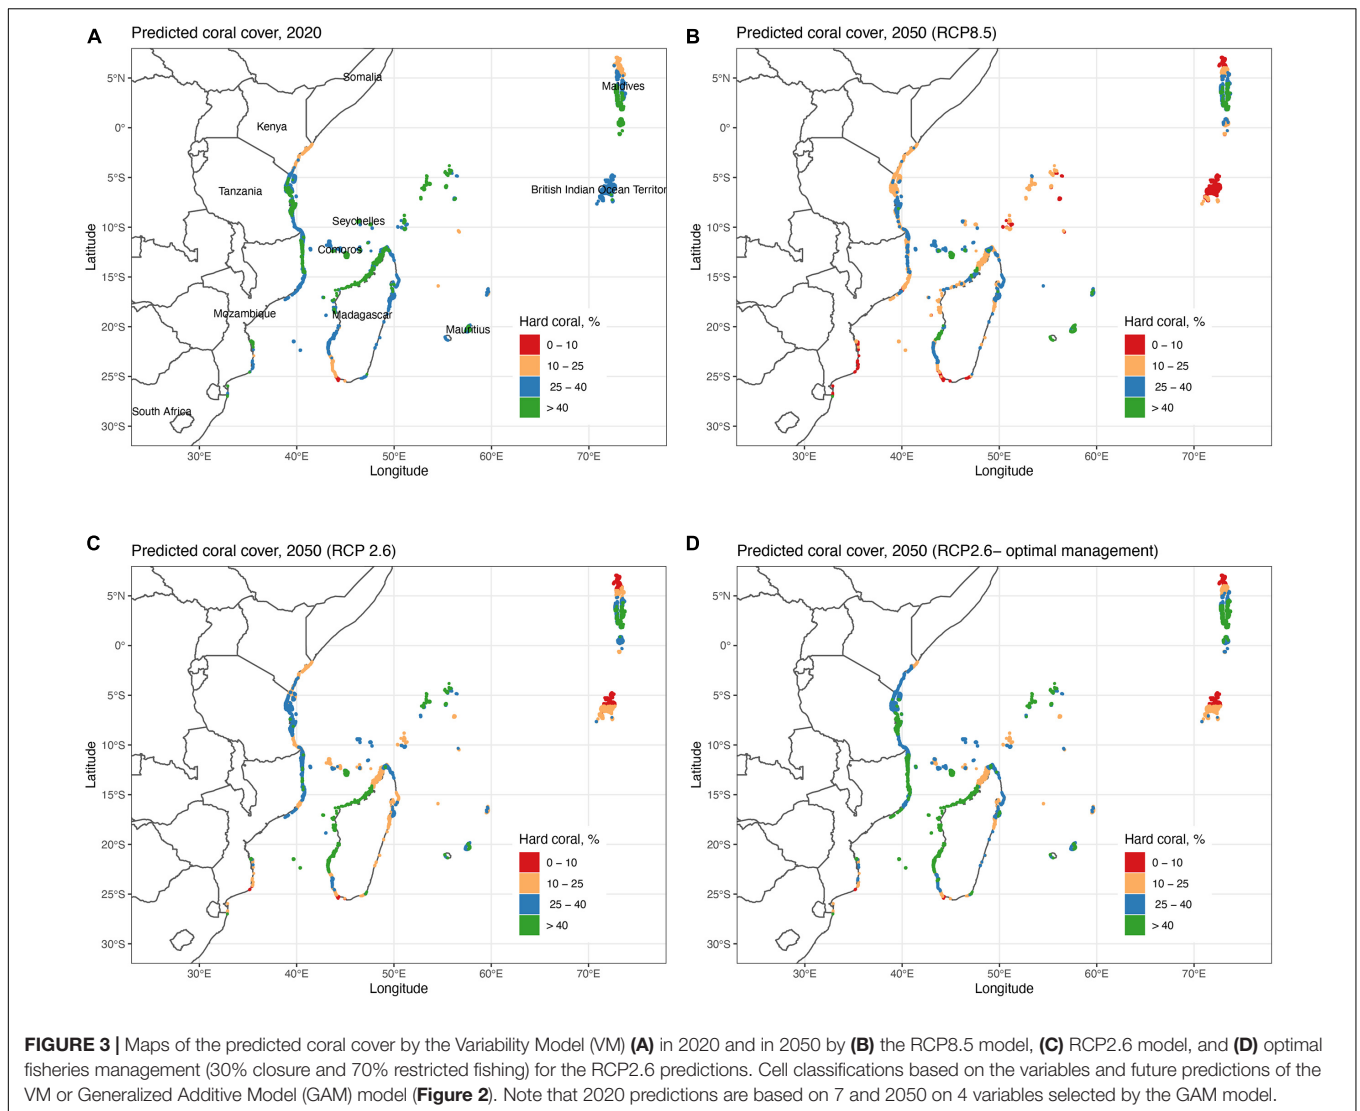 A Predicted coral cover, 2020
5°N
0°
5°S
10°S
15°S
20°S
25°S
30°S
Latitude
Somalia
Maldives
Kenya
Tanzania
British Indian Ocean Territor
Seychelles
Comoros
Mozambique
Madagascar
Mauritius
South Africa
Hard coral, %
0 – 10
10 – 25
25 – 40
> 40
30°E 40°E 50°E 60°E 70°E
Longitude
B Predicted coral cover, 2050 (RCP8.5)
5°N
0°
5°S
10°S
15°S
20°S
25°S
30°S
Latitude
Hard coral, %
0 – 10
10 – 25
25 – 40
> 40
30°E 40°E 50°E 60°E 70°E
Longitude
C Predicted coral cover, 2050 (RCP 2.6)
5°N
0°
5°S
10°S
15°S
20°S
25°S
30°S
Latitude
Hard coral, %
0 – 10
10 – 25
25 – 40
> 40
30°E 40°E 50°E 60°E 70°E
Longitude
D Predicted coral cover, 2050 (RCP2.6– optimal management)
5°N
0°
5°S
10°S
15°S
20°S
25°S
30°S
Latitude
Hard coral, %
0 – 10
10 – 25
25 – 40
> 40
30°E 40°E 50°E 60°E 70°E
Longitude
FIGURE 3 | Maps of the predicted coral cover by the Variability Model (VM) (A) in 2020 and in 2050 by (B) the RCP8.5 model, (C) RCP2.6 model, and (D) optimal
fisheries management (30% closure and 70% restricted fishing) for the RCP2.6 predictions. Cell classifications based on the variables and future predictions of the
VM or Generalized Additive Model (GAM) model (Figure 2). Note that 2020 predictions are based on 7 and 2050 on 4 variables selected by the GAM model.